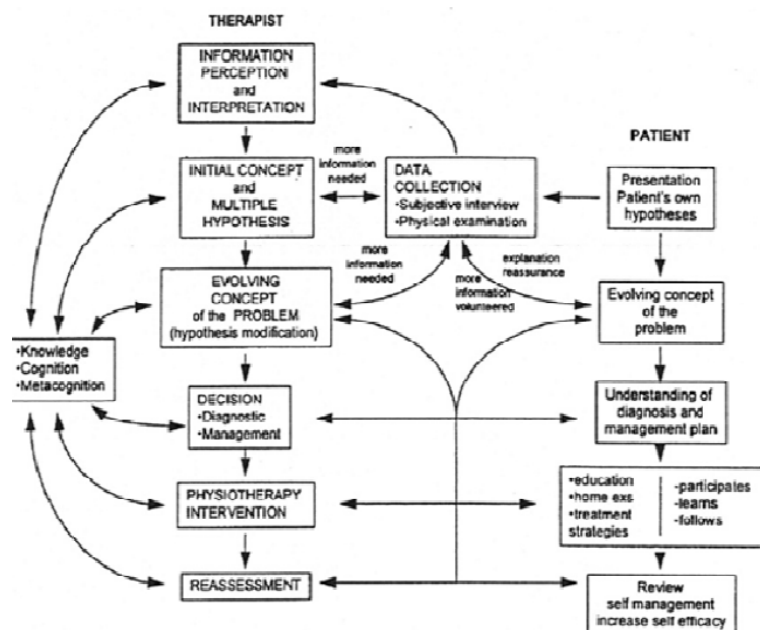 THERAPIST
INFORMATION
PERCEPTION
and
INTERPRETATION
INITIAL CONCEPT
and
MULTIPLE
HYPOTHESIS
more
information
needed
DATA
COLLECTION
•Subjective interview
•Physical examination
PATIENT
Presentation
Patient's own
hypotheses
EVOLVING
CONCEPT
of the PROBLEM
(hypothesis modification)
more
information
needed
more
information
volunteered
explanation
reassurance
Evolving concept
of the
problem
•Knowledge
•Cognition
•Metacognition
DECISION
•Diagnostic
•Management
Understanding of
diagnosis and
management plan
PHYSIOTHERAPY
INTERVENTION
•education
•home exs
•treatment
strategies
-participates
-learns
-follows
REASSESSMENT
Review
self management
increase self efficacy